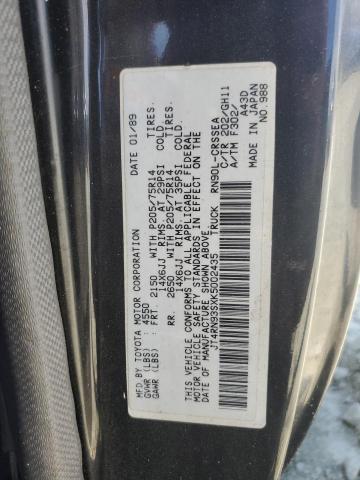 MFD BY TOYOTA MOTOR CORPORATION DATE 01/89
GVWR (LBS): 4550
GAWR (LBS): FRT. 2150 WITH P205/75R14 TIRES.
14X6JJ RIMS, AT 29PSI COLD.
RR. 2650 WITH P205/75R14 TIRES.
14X6JJ RIMS, AT 35PSI COLD.
THIS VEHICLE CONFORMS TO ALL APPLICABLE FEDERAL
MOTOR VEHICLE SAFETY STANDARDS IN EFFECT ON THE
DATE OF MANUFACTURE SHOWN ABOVE.
JT4RN93SXK5002435 TRUCK RN90L-CRSSEA
C/TR 202/GH11
A/TM F302/ A43D
MADE IN JAPAN
NO.988